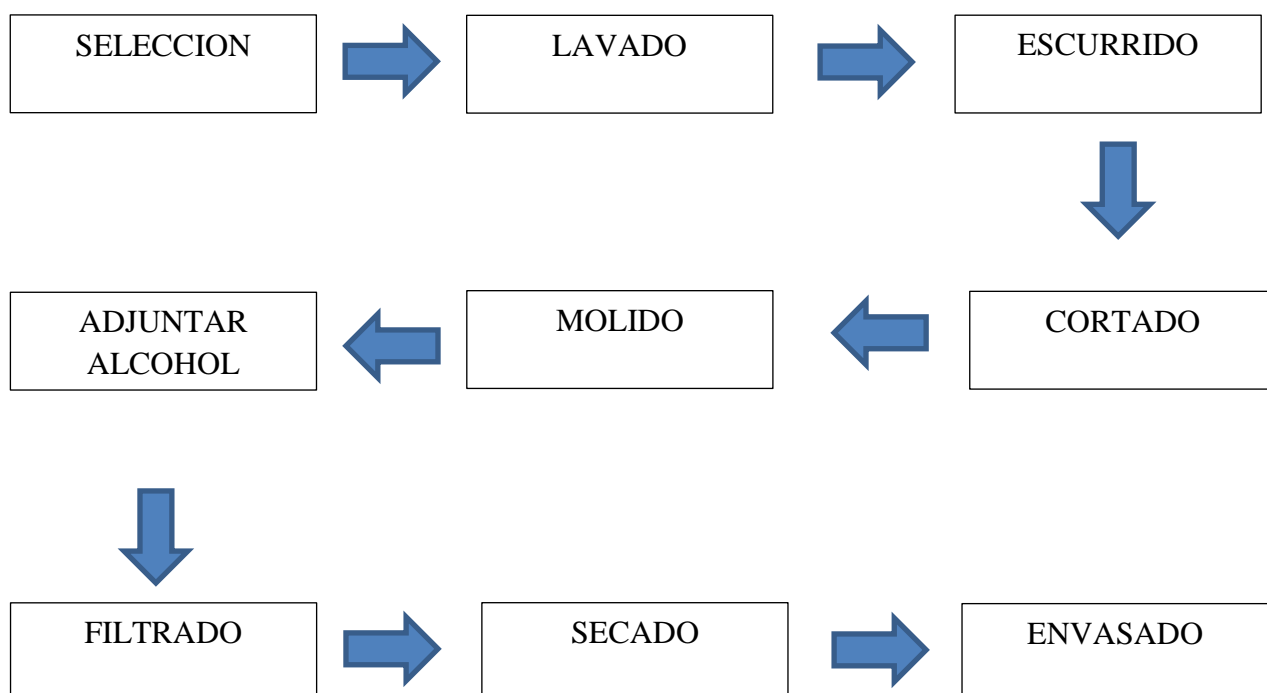 SELECCION
LAVADO
ESCURRIDO
CORTADO
MOLIDO
ADJUNTAR
ALCOHOL
FILTRADO
SECADO
ENVASADO